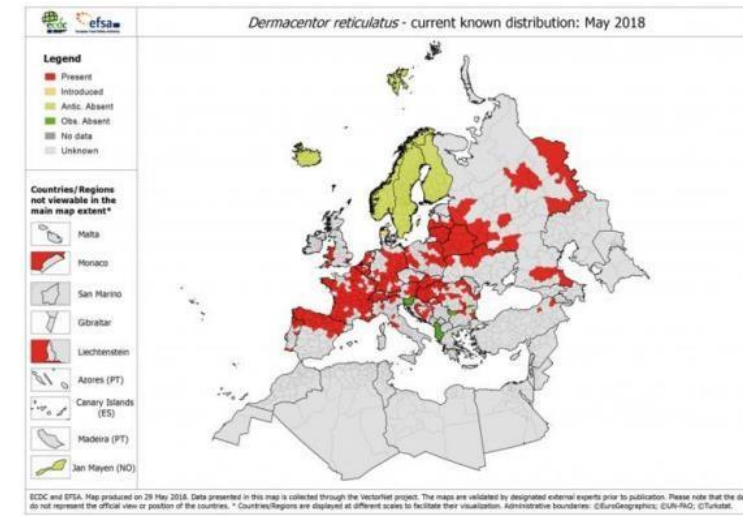 ecdc efsa
Dermacentor reticulatus - current known distribution: May 2018
Legend
Present
Introduced
Antic. Absent
Obs. Absent
No data
Unknown
Countries/Regions
not viewable in the
main map extent*
Malta
Monaco
San Marino
Gibraltar
Liechtenstein
Azores (PT)
Canary Islands
(ES)
Madeira (PT)
Jan Mayen (NO)
ECDC and EFSA. Map produced on 29 May 2018. Data presented in this map is collected through the VectorNet project. The maps are validated by designated external experts prior to publication. Please note that the da
do not represent the official view or position of the countries. * Countries/Regions are displayed at different scales to facilitate their visualization. Administrative boundaries: ©EuroGeographics; ©UN-FAO; ©Turkstat.